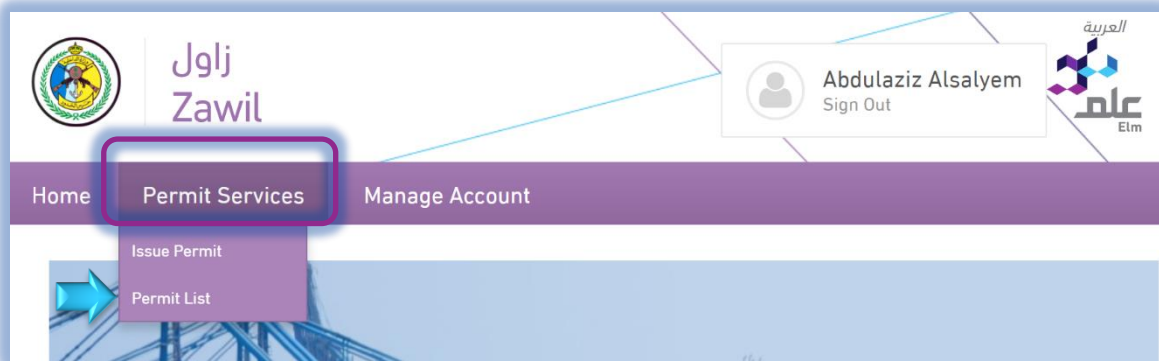 زاول
Zawil
Abdulaziz Alsalyem
Sign Out
العربية
علم
Elm
Home
Permit Services
Manage Account
Issue Permit
Permit List